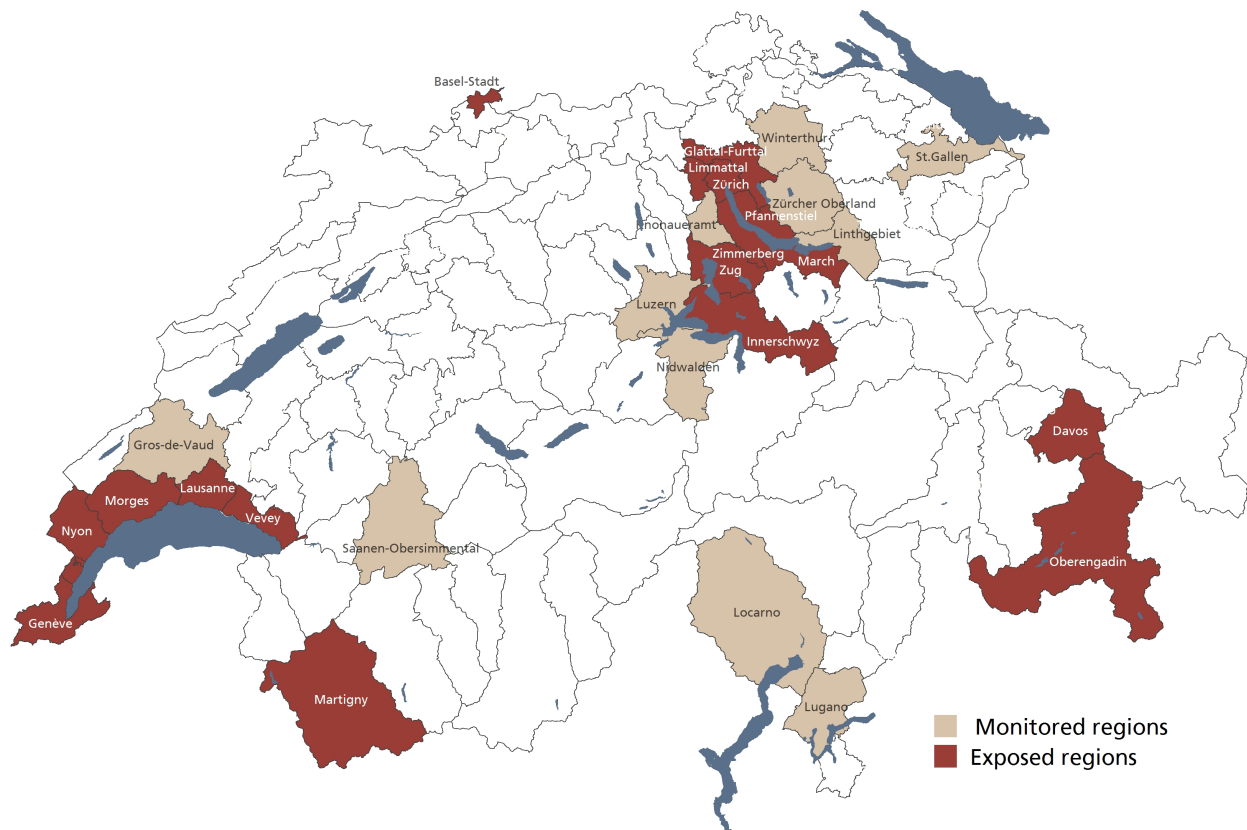 Basel-Stadt
Winterthur
Glattal-Furttal
St.Gallen
Limmattal
Zürich
Zürcher Oberland
Pfannenstiel
nonaueramt
Linthgebiet
Zimmerberg
March
Zug
Luzern
Innerschwyz
Nidwalden
Davos
Gros-de-Vaud
Lausanne
Morges
Vevey
Nyon
Saanen-Obersimmental
Oberengadin
Locarno
Genève
Martigny
Lugano
Monitored regions
Exposed regions